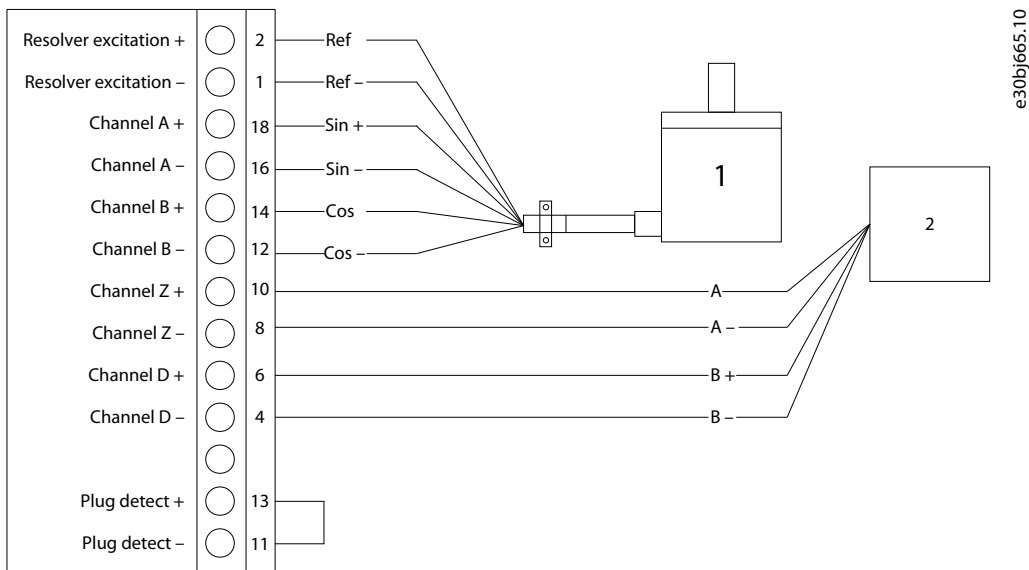 Resolver excitation + 2 Ref
Resolver excitation – 1 Ref –
Channel A + 18 Sin +
Channel A – 16 Sin –
Channel B + 14 Cos
Channel B – 12 Cos –
Channel Z + 10 A
Channel Z – 8 A –
Channel D + 6 B +
Channel D – 4 B –
Plug detect + 13
Plug detect – 11
1
2
e30bj665.10